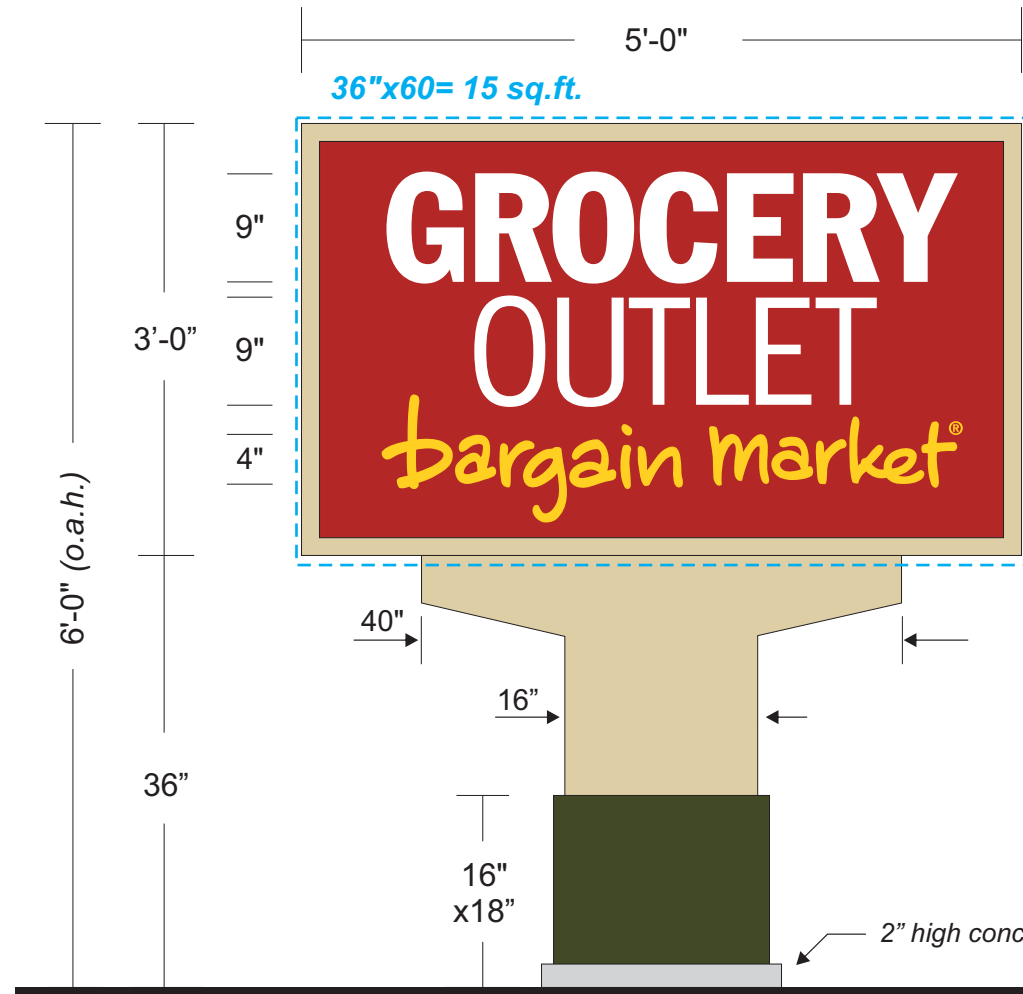 5'-0"
36"x60= 15 sq.ft.
GROCERY
OUTLET
bargain market®
9"
9"
4"
3’-0”
6'-0" (o.a.h.)
40"
16”
36”
16"
x18”
2” high conc